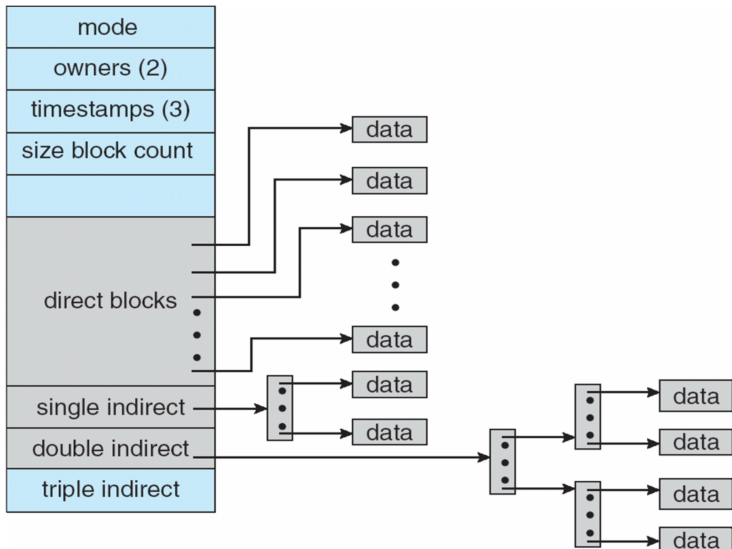 mode
owners (2)
timestamps (3)
size block count
data
data
data
direct blocks
data
data
single indirect
data
data
double indirect
data
triple indirect
data
data